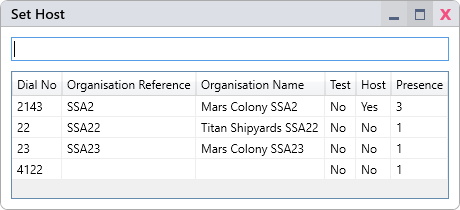 Set Host
Dial No Organisation Reference Organisation Name Test Host Presence
2143 SSA2 Mars Colony SSA2 No Yes 3
22 SSA22 Titan Shipyards SSA22 No No 1
23 SSA23 Mars Colony SSA23 No No 1
4122 No No 1